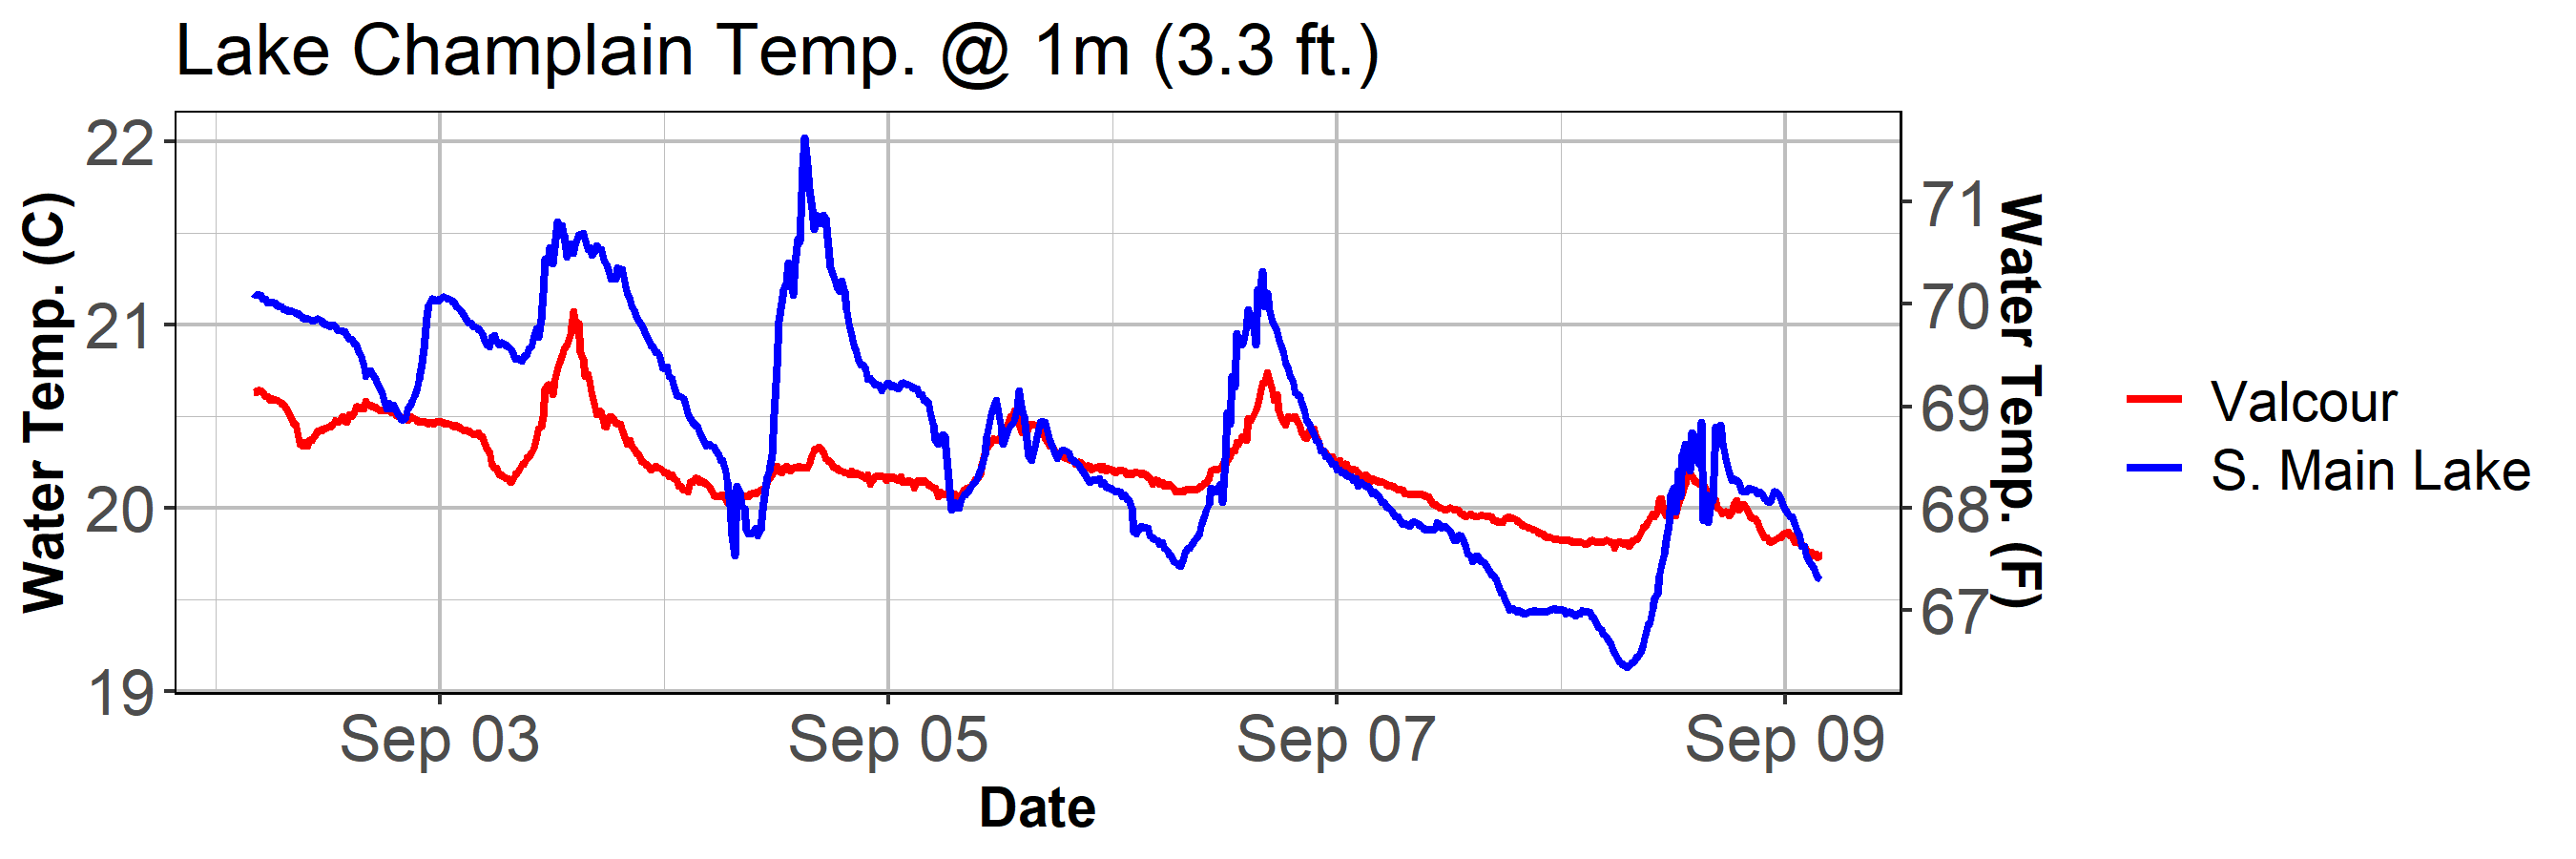 Lake Champlain Temp. @ 1m (3.3 ft.)
Water Temp. (C)
22
21
20
19
71
70
69
68
67
Water Temp. (F)
Sep 03 Sep 05 Sep 07 Sep 09
Date
Valcour
S. Main Lake